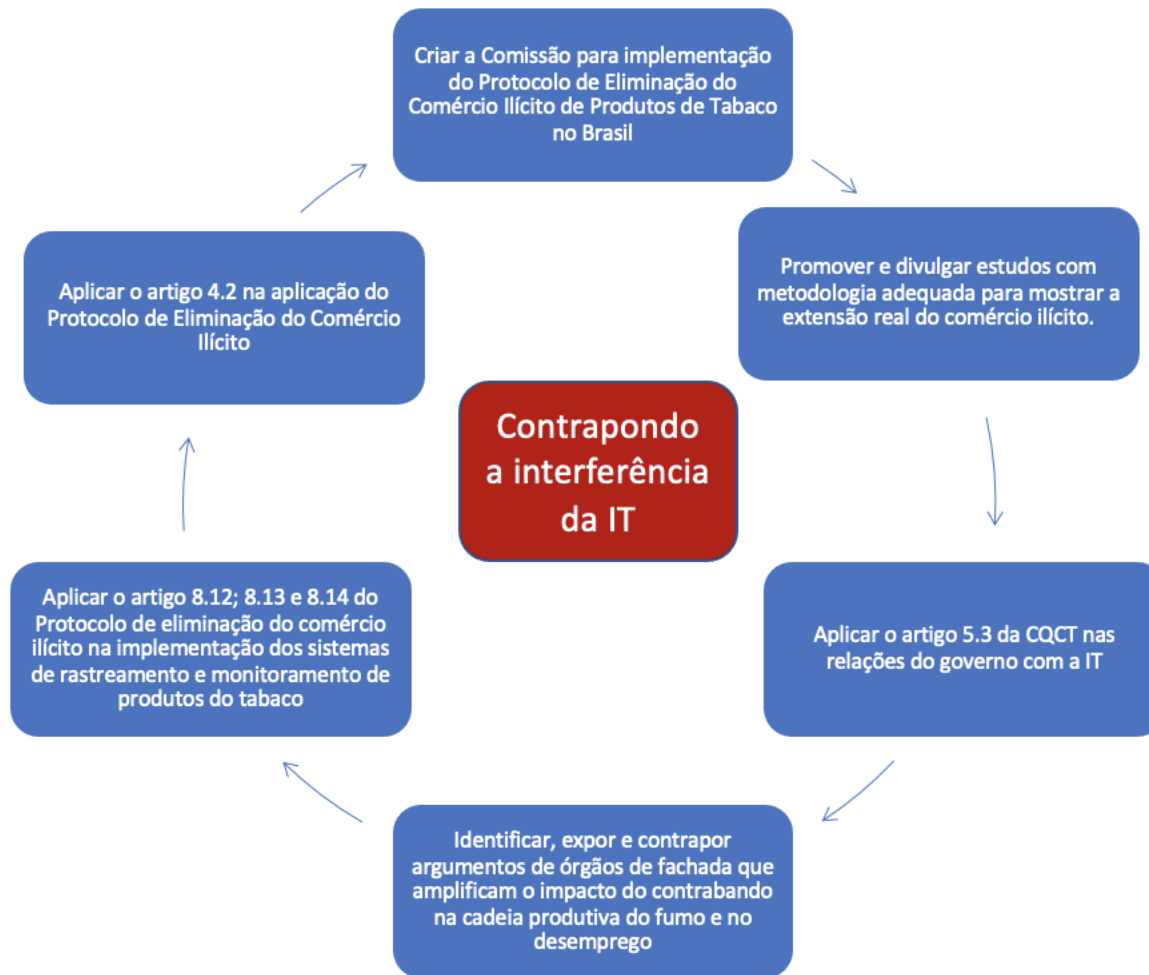 Criar a Comissão para implementação
do Protocolo de Eliminação do
Comércio Ilícito de Produtos de Tabaco
no Brasil
Promover e divulgar estudos com
metodologia adequada para mostrar a
extensão real do comércio ilícito.
Aplicar o artigo 5.3 da CQCT nas
relações do governo com a IT
Identificar, expor e contrapor
argumentos de órgãos de fachada que
amplificam o impacto do contrabando
na cadeia produtiva do fumo e no
desemprego
Aplicar o artigo 8.12; 8.13 e 8.14 do
Protocolo de eliminação do comércio
ilícito na implementação dos sistemas
de rastreamento e monitoramento de
produtos do tabaco
Aplicar o artigo 4.2 na aplicação do
Protocolo de Eliminação do Comércio
Ilícito
Contrapondo
a interferência
da IT